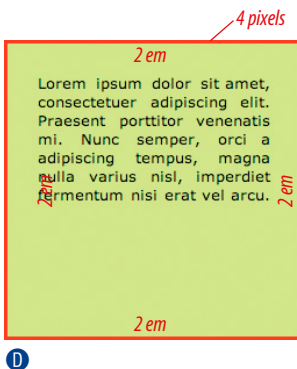 4 pixels
2 em
Lorem ipsum dolor sit amet,
consectetuer adipiscing elit.
Praesent porttitor venenatis
mi. Nunc semper, orci a
adipiscing tempus, magna
nulla varius nisl, imperdiet
fermentum nisi erat vel arcu.
2 em
2 em
2 em
D